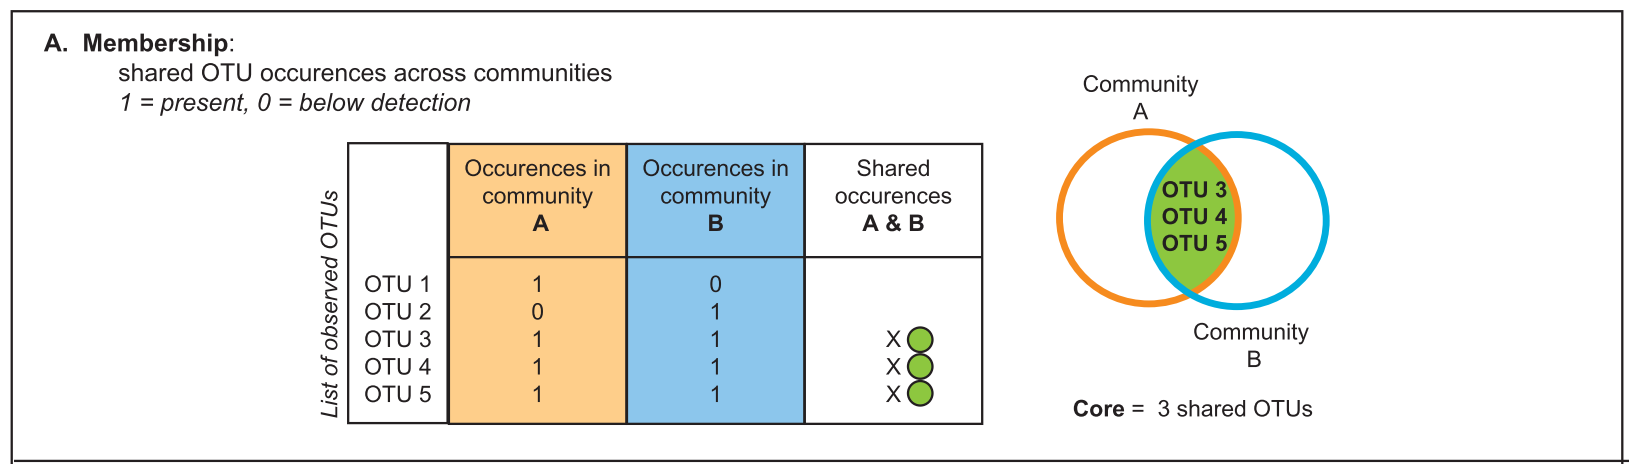 A. Membership:
shared OTU occurences across communities
1 = present, 0 = below detection
List of observed OTUs
Occurences in community A
Occurences in community B
Shared occurences A & B
OTU 1 1 0
OTU 2 0 1
OTU 3 1 1 X
OTU 4 1 1 X
OTU 5 1 1 X
Community
A
OTU 3
OTU 4
OTU 5
Community
B
Core = 3 shared OTUs